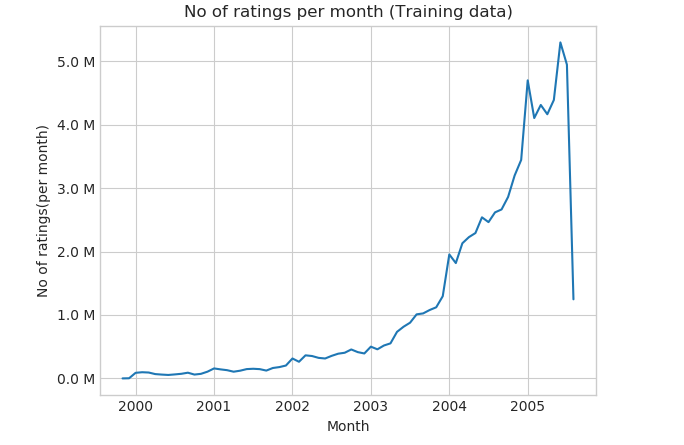 No of ratings per month (Training data)
5.0 M
4.0 M
3.0 M
2.0 M
1.0 M
0.0 M
No of ratings(per month)
2000 2001 2002 2003 2004 2005
Month